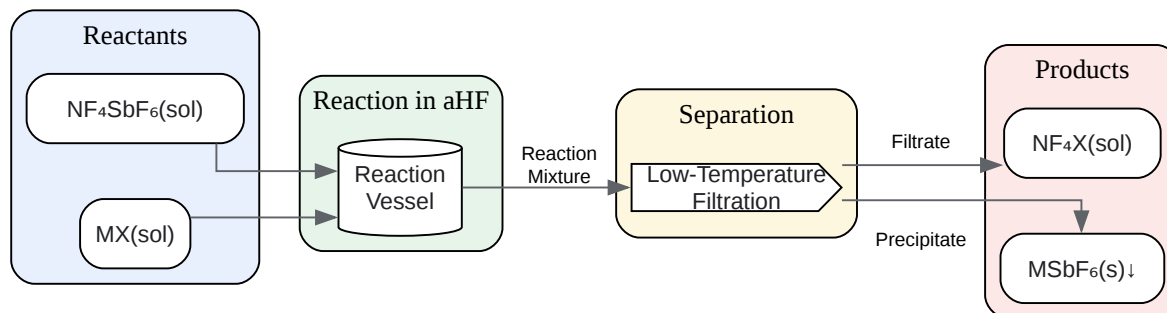 Reactants
NF₄SbF₆(sol)
MX(sol)
Reaction in aHF
Reaction
Vessel
Reaction
Mixture
Separation
Low-Temperature
Filtration
Filtrate
Precipitate
Products
NF₄X(sol)
MSbF₆(s)↓